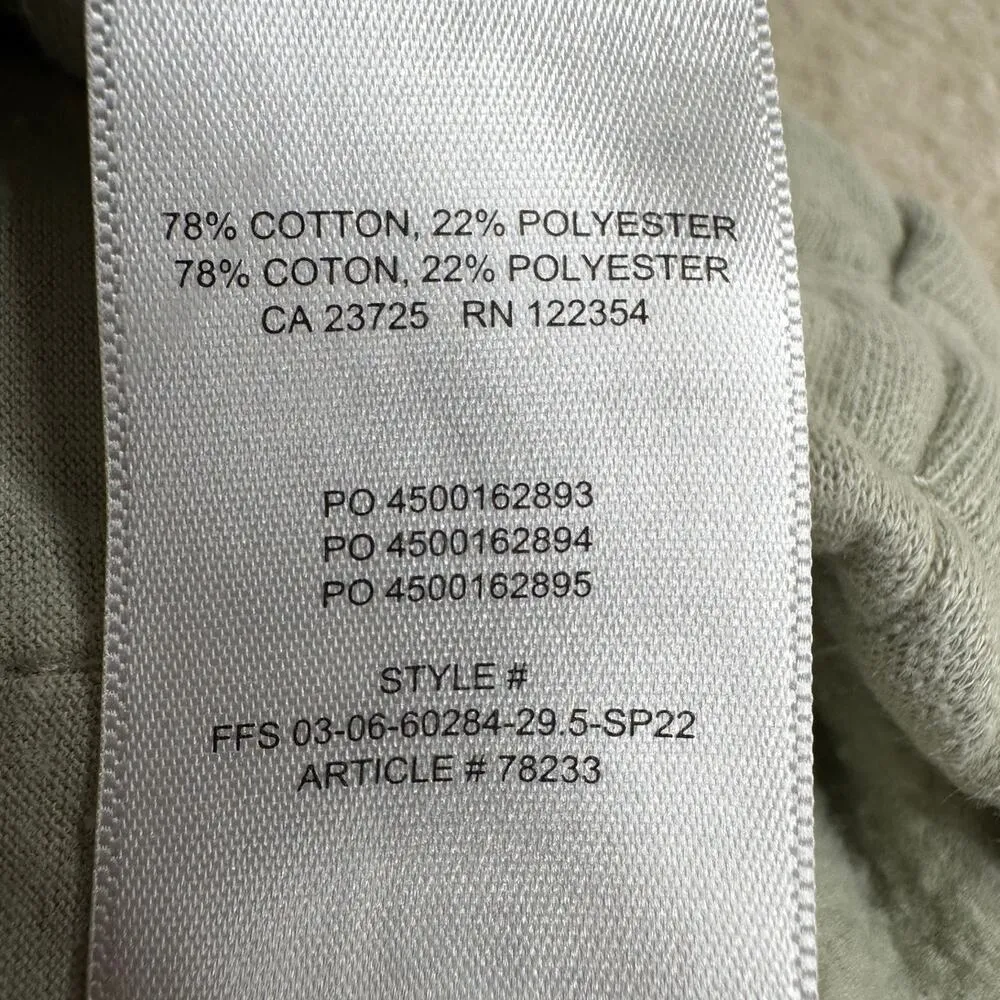 78% COTTON, 22% POLYESTER
78% COTON, 22% POLYESTER
CA 23725 RN 122354
PO 4500162893
PO 4500162894
PO 4500162895
STYLE #
FFS 03-06-60284-29.5-SP22
ARTICLE # 78233